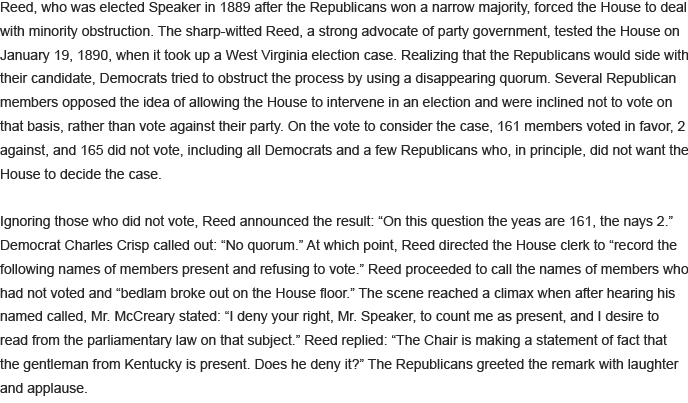 Reed, who was elected Speaker in 1889 after the Republicans won a narrow majority, forced the House to deal
with minority obstruction. The sharp-witted Reed, a strong advocate of party government, tested the House on
January 19, 1890, when it took up a West Virginia election case. Realizing that the Republicans would side with
their candidate, Democrats tried to obstruct the process by using a disappearing quorum. Several Republican
members opposed the idea of allowing the House to intervene in an election and were inclined not to vote on
that basis, rather than vote against their party. On the vote to consider the case, 161 members voted in favor, 2
against, and 165 did not vote, including all Democrats and a few Republicans who, in principle, did not want the
House to decide the case.

Ignoring those who did not vote, Reed announced the result: “On this question the yeas are 161, the nays 2.”
Democrat Charles Crisp called out: “No quorum.” At which point, Reed directed the House clerk to “record the
following names of members present and refusing to vote.” Reed proceeded to call the names of members who
had not voted and “bedlam broke out on the House floor.” The scene reached a climax when after hearing his
named called, Mr. McCreary stated: “I deny your right, Mr. Speaker, to count me as present, and I desire to
read from the parliamentary law on that subject.” Reed replied: “The Chair is making a statement of fact that
the gentleman from Kentucky is present. Does he deny it?” The Republicans greeted the remark with laughter
and applause.